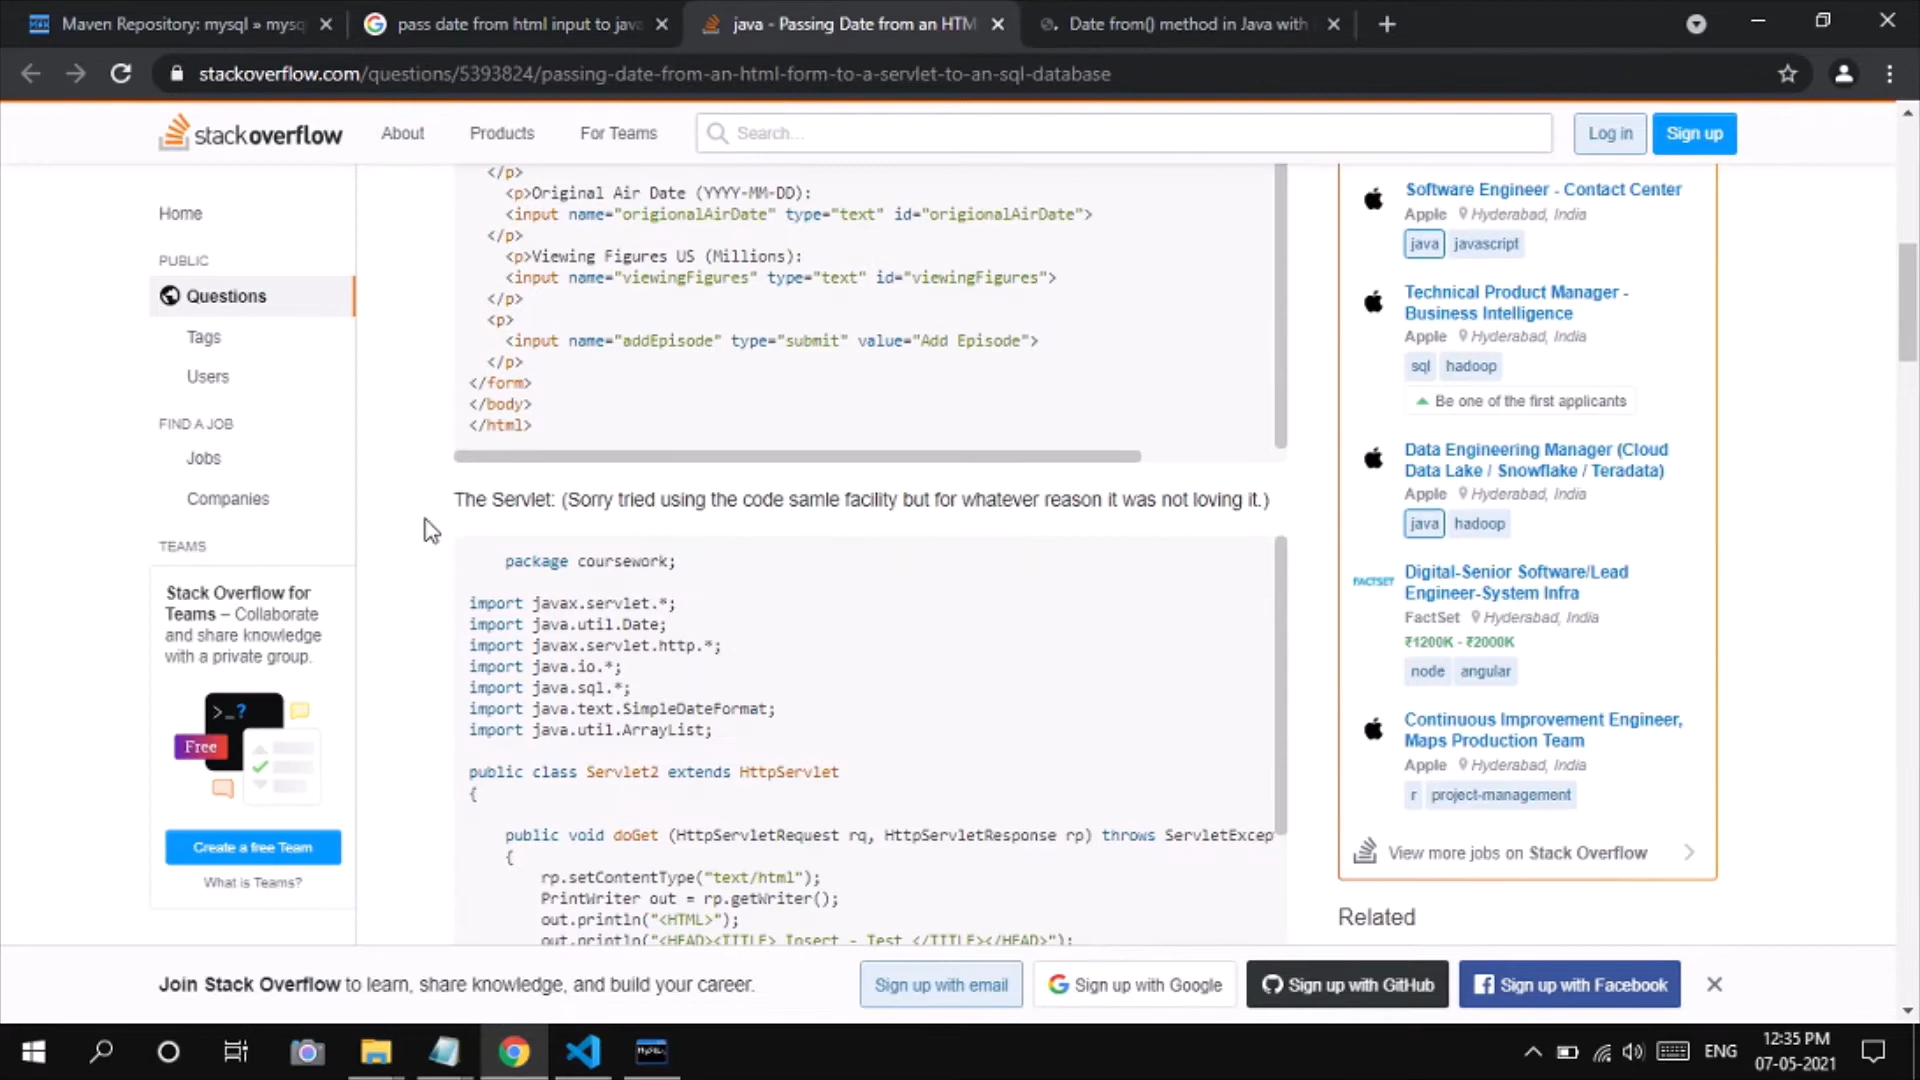 Maven Repository: mysql » mysq
pass date from html input to java
java - Passing Date from an HTM
Date from() method in Java with
stackoverflow.com/questions/5393824/passing-date-from-an-html-form-to-a-servlet-to-an-sql-database
stackoverflow
About
Products
For Teams
Search...
Log in
Sign up
Home
PUBLIC
Questions
Tags
Users
FIND A JOB
Jobs
Companies
TEAMS
Stack Overflow for
Teams – Collaborate
and share knowledge
with a private group.
>_?
Free
Create a free Team
What is Teams?
</p>
<p>Original Air Date (YYYY-MM-DD):
<input name="origionalAirDate" type="text" id="origionalAirDate">
</p>
<p>Viewing Figures US (Millions):
<input name="viewingFigures" type="text" id="viewingFigures">
</p>
<p>
<input name="addEpisode" type="submit" value="Add Episode">
</p>
</form>
</body>
</html>
The Servlet: (Sorry tried using the code samle facility but for whatever reason it was not loving it.)
package coursework;
import javax.servlet.*;
import java.util.Date;
import javax.servlet.http.*;
import java.io.*;
import java.sql.*;
import java.text.SimpleDateFormat;
import java.util.ArrayList;
public class Servlet2 extends HttpServlet
{
public void doGet (HttpServletRequest rq, HttpServletResponse rp) throws ServletExcep
{
rp.setContentType("text/html");
PrintWriter out = rp.getWriter();
out.println("<HTML>");
out.println("<HEAD><TITLE> Insert - Test </TITLE></HEAD>");
Software Engineer - Contact Center
Apple Hyderabad, India
java javascript
Technical Product Manager -
Business Intelligence
Apple Hyderabad, India
sql hadoop
Be one of the first applicants
Data Engineering Manager (Cloud
Data Lake / Snowflake / Teradata)
Apple Hyderabad, India
java hadoop
FACTSET
Digital-Senior Software/Lead
Engineer-System Infra
FactSet Hyderabad, India
₹1200K - ₹2000K
node angular
Continuous Improvement Engineer,
Maps Production Team
Apple Hyderabad, India
r project-management
View more jobs on Stack Overflow
Related
Join Stack Overflow to learn, share knowledge, and build your career.
Sign up with email
Sign up with Google
Sign up with GitHub
Sign up with Facebook
ENG
12:35 PM
07-05-2021